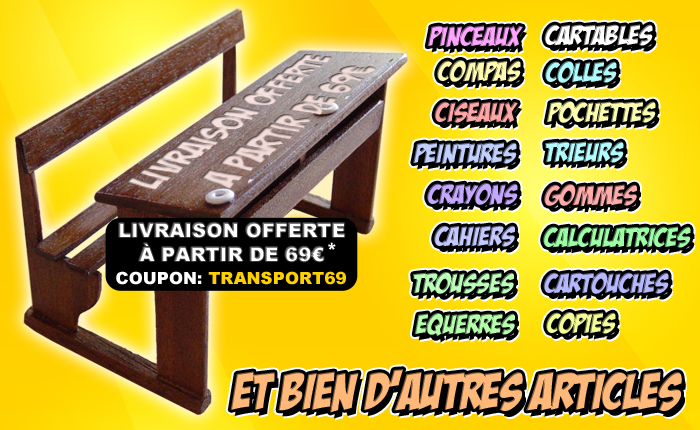 LIVRAISON OFFERTE
A PARTIR DE 69€
LIVRAISON OFFERTE
À PARTIR DE 69€*
COUPON: TRANSPORT69
PINCEAUX CARTABLES
COMPAS COLLES
CISEAUX POCHETTES
PEINTURES TRIEURS
CRAYONS GOMMES
CAHIERS CALCULATRICES
TROUSSES CARTOUCHES
EQUERRES COPIES
ET BIEN D'AUTRES ARTICLES